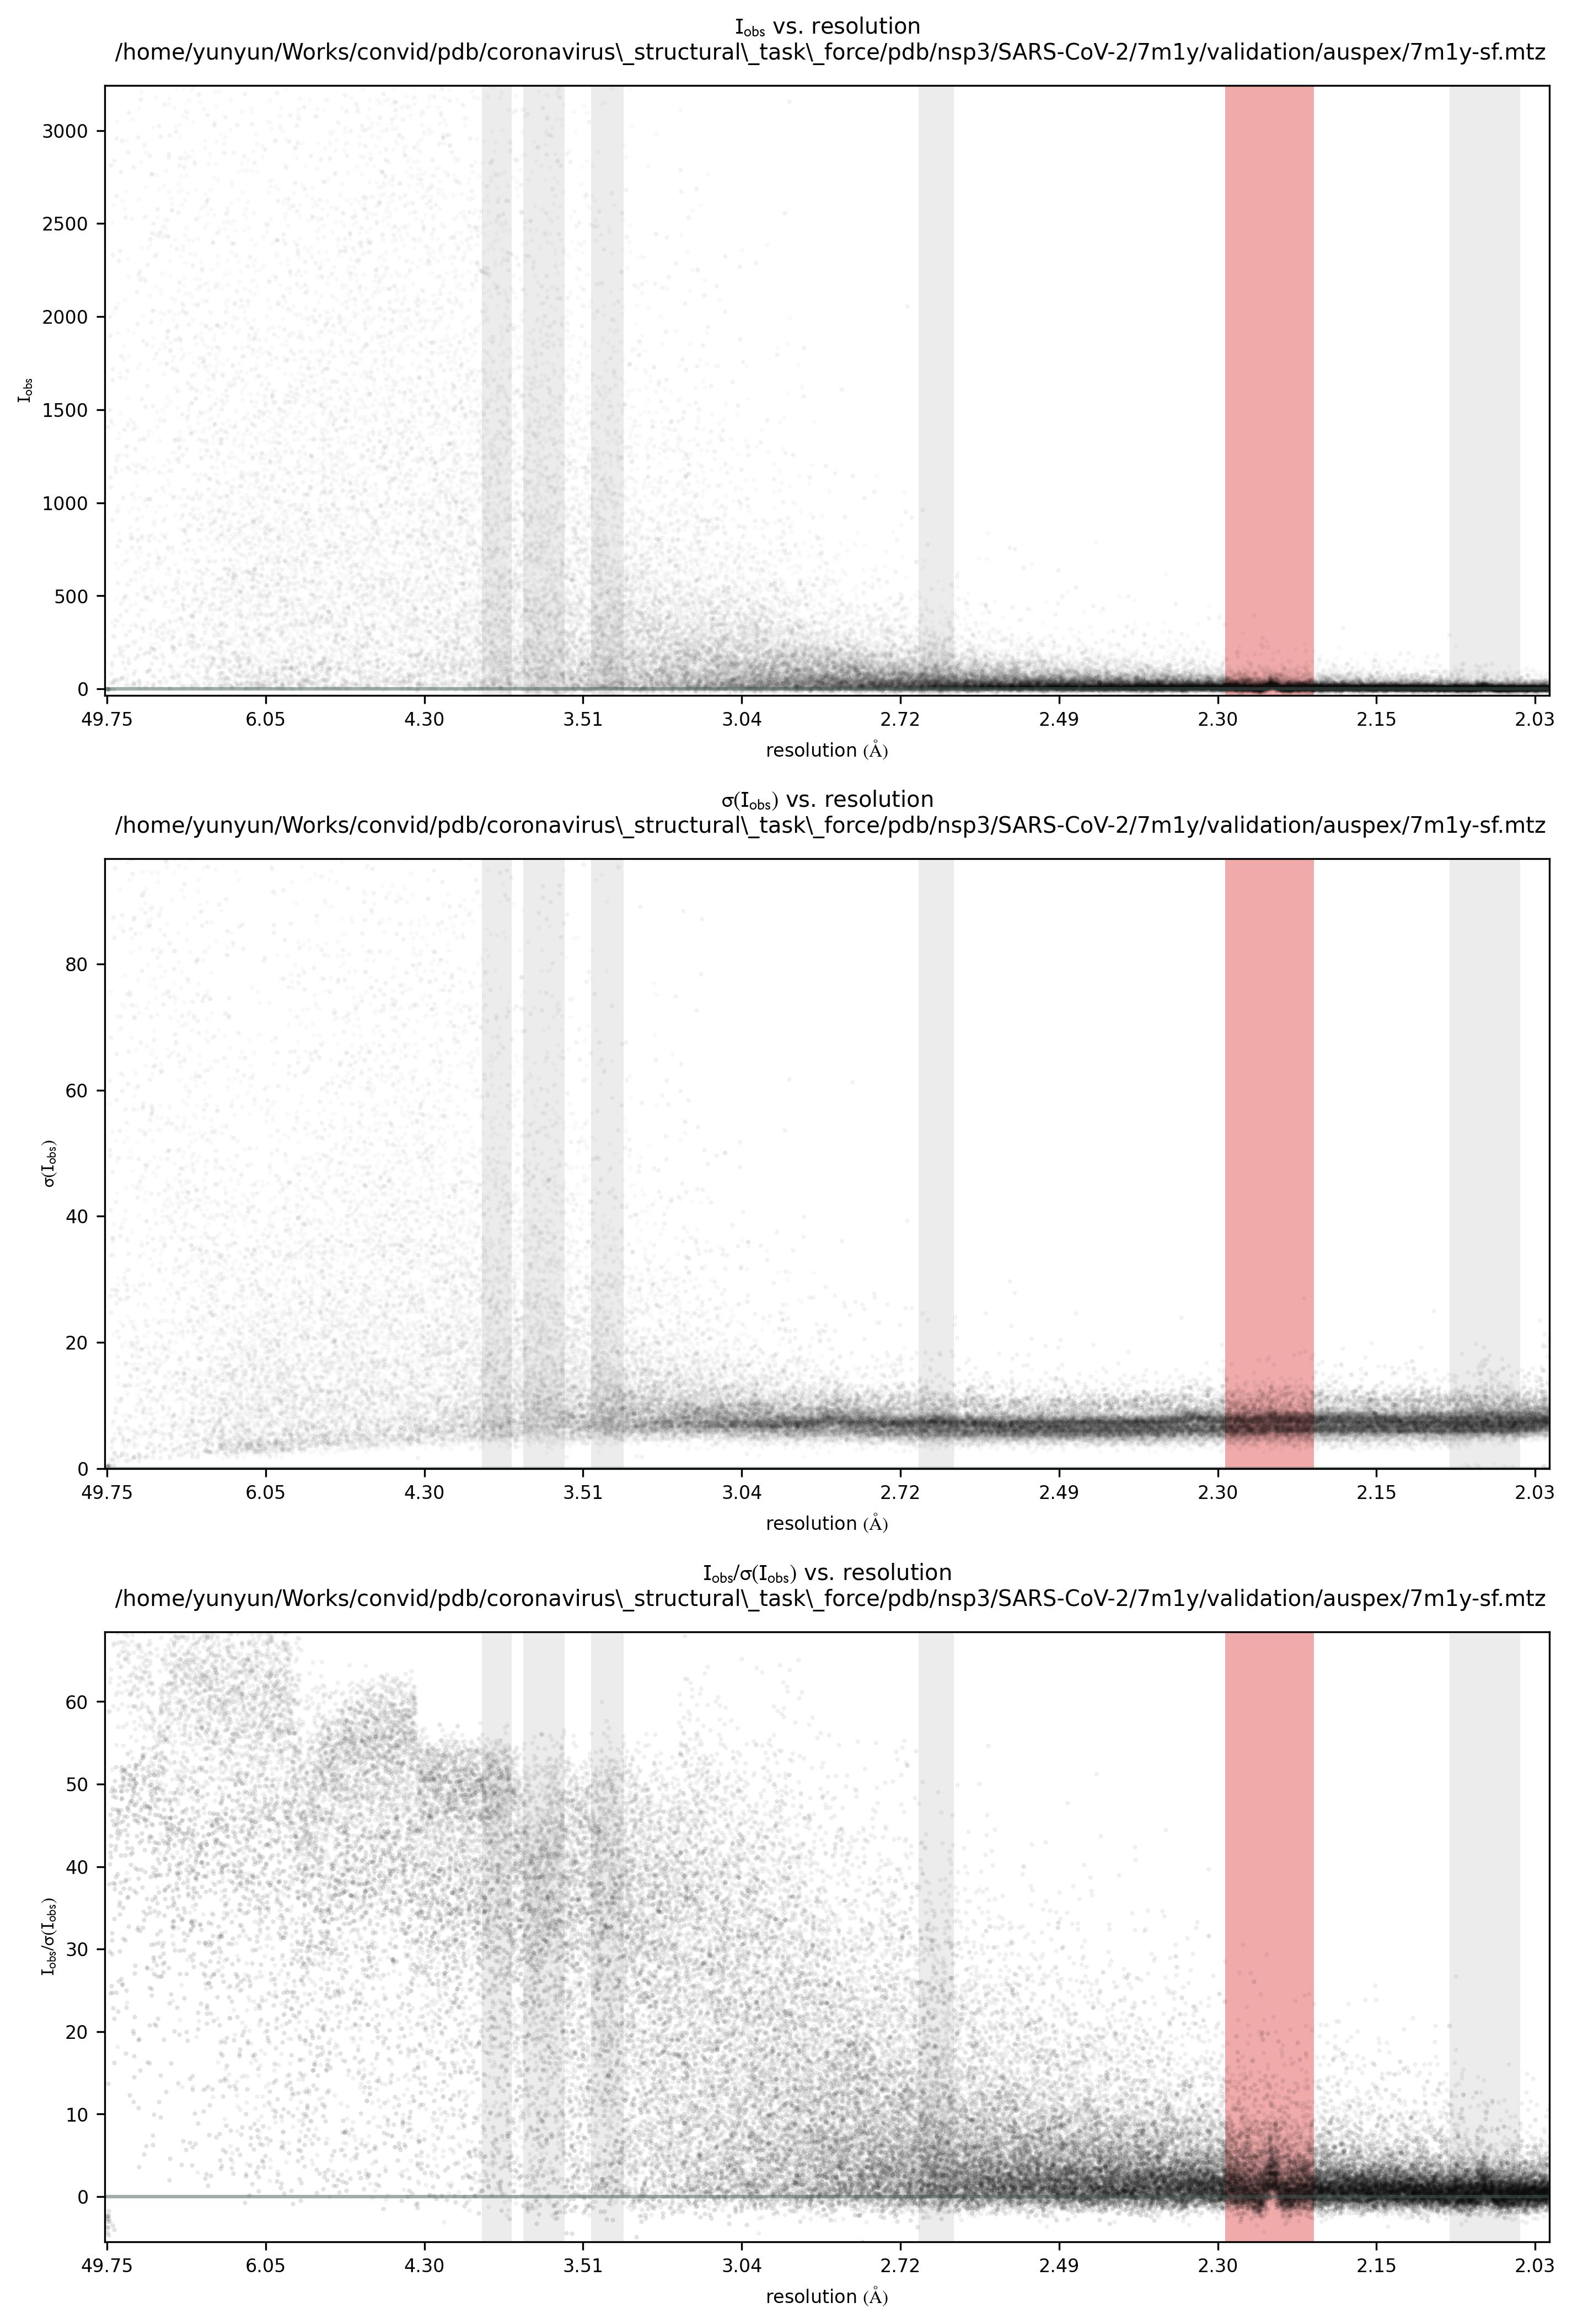 Iobs vs. resolution
/home/yunyun/Works/convid/pdb/coronavirus\_structural\_task\_force/pdb/nsp3/SARS-CoV-2/7m1y/validation/auspex/7m1y-sf.mtz
3000
2500
2000
1500
1000
500
0
Iobs
49.75 6.05 4.30 3.51 3.04 2.72 2.49 2.30 2.15 2.03
resolution (Å)
σ(Iobs) vs. resolution
/home/yunyun/Works/convid/pdb/coronavirus\_structural\_task\_force/pdb/nsp3/SARS-CoV-2/7m1y/validation/auspex/7m1y-sf.mtz
80
60
40
20
0
σ(Iobs)
49.75 6.05 4.30 3.51 3.04 2.72 2.49 2.30 2.15 2.03
resolution (Å)
Iobs/σ(Iobs) vs. resolution
/home/yunyun/Works/convid/pdb/coronavirus\_structural\_task\_force/pdb/nsp3/SARS-CoV-2/7m1y/validation/auspex/7m1y-sf.mtz
60
50
40
30
20
10
0
Iobs/σ(Iobs)
49.75 6.05 4.30 3.51 3.04 2.72 2.49 2.30 2.15 2.03
resolution (Å)